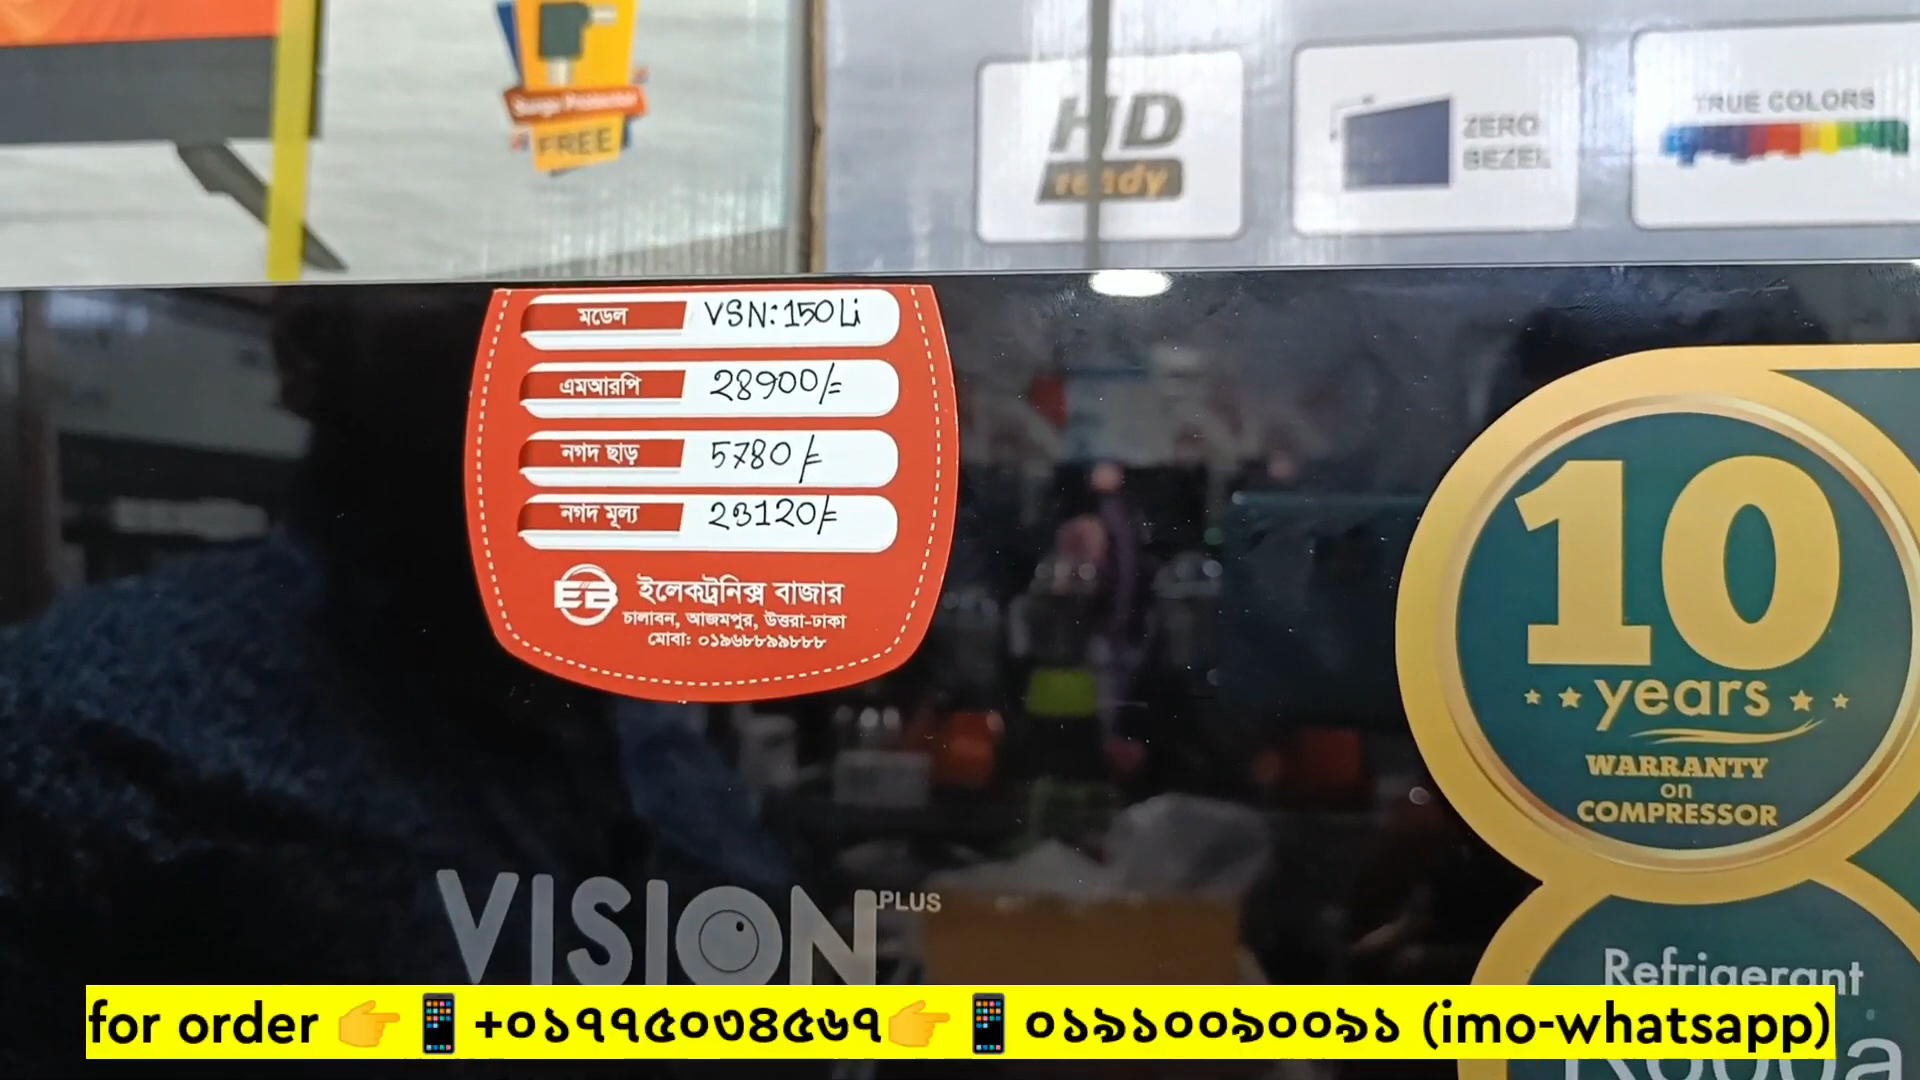 Surge Protector
FREE
HD
ready
ZERO
BEZEL
TRUE COLORS
মডেল VSN:150Li
এমআরপি 28900/=
নগদ ছাড় 5780/=
নগদ মূল্য 23120/=
EB ইলেকট্রনিক্স বাজার
চালাবন, আজমপুর, উত্তরা-ঢাকা
মোবা: ০১৯৬৮৮৯৯৮৮৮
10
years
WARRANTY
on
COMPRESSOR
VISION PLUS
Refrigerant
for order 👉📱+০১৭৭৫০৩৪৫৬৭👉📱০১৯১০০৯০০৯১ (imo-whatsapp)